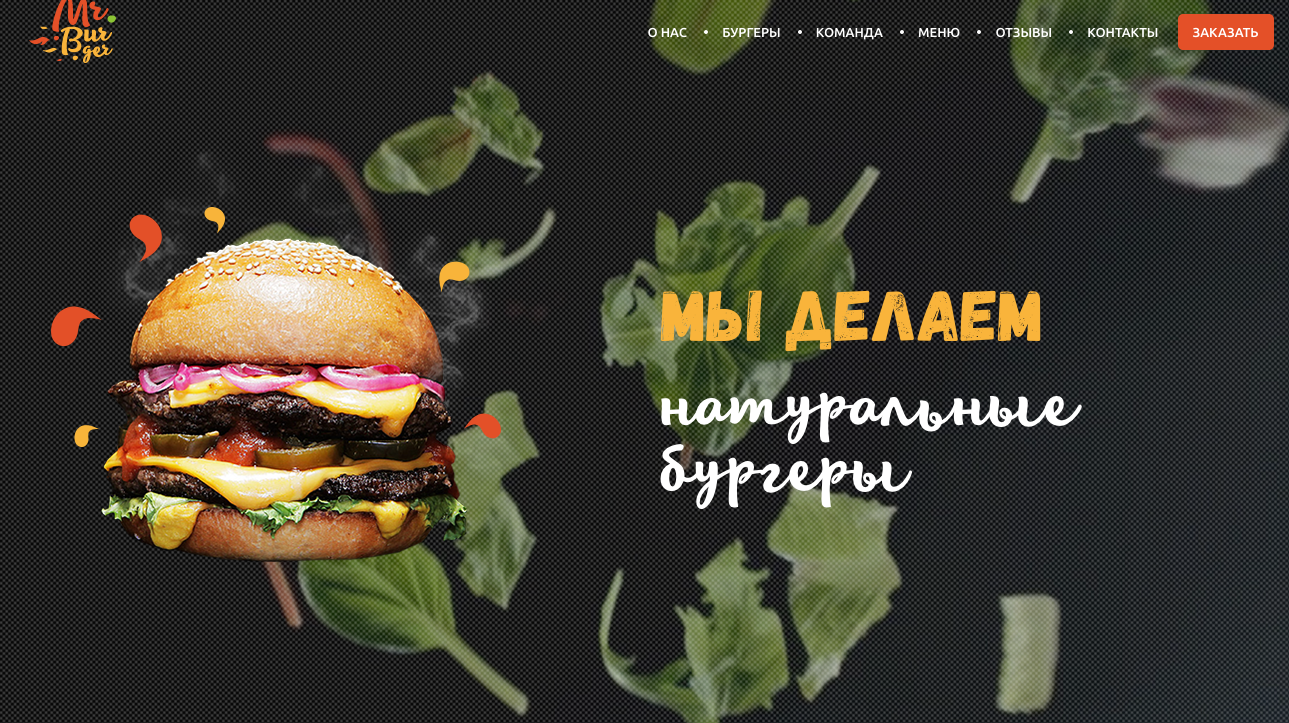 Mr
Bur
ger
О НАС • БУРГЕРЫ • КОМАНДА • МЕНЮ • ОТЗЫВЫ • КОНТАКТЫ ЗАКАЗАТЬ
МЫ ДЕЛАЕМ
натуральные
бургеры